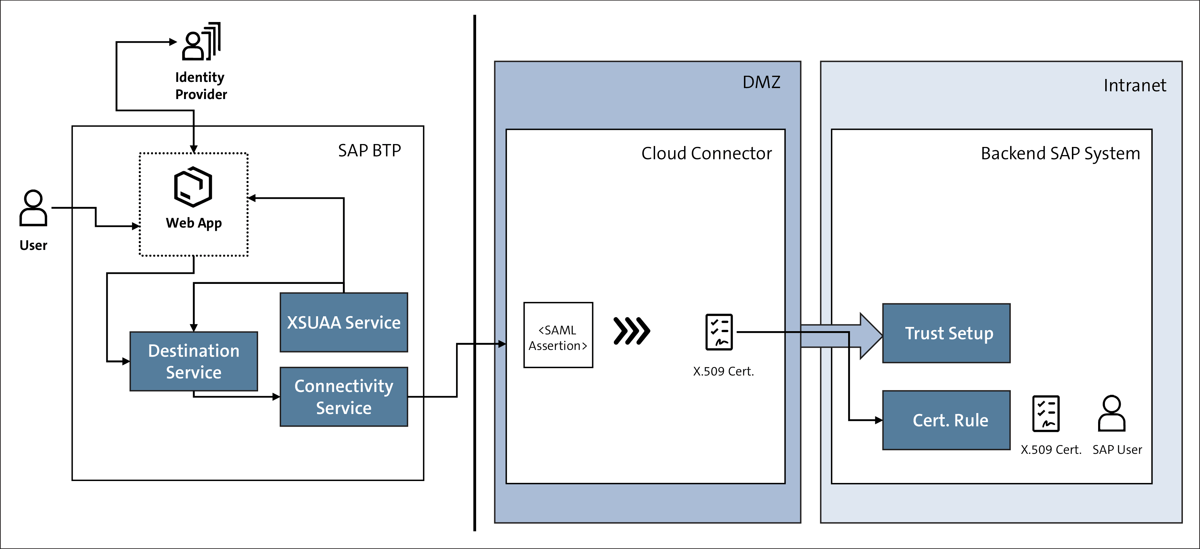 Identity
Provider
SAP BTP
Web App
User
XSUAA Service
Destination
Service
Connectivity
Service
DMZ
Cloud Connector
<SAML
Assertion>
X.509 Cert.
Intranet
Backend SAP System
Trust Setup
Cert. Rule
X.509 Cert.
SAP User